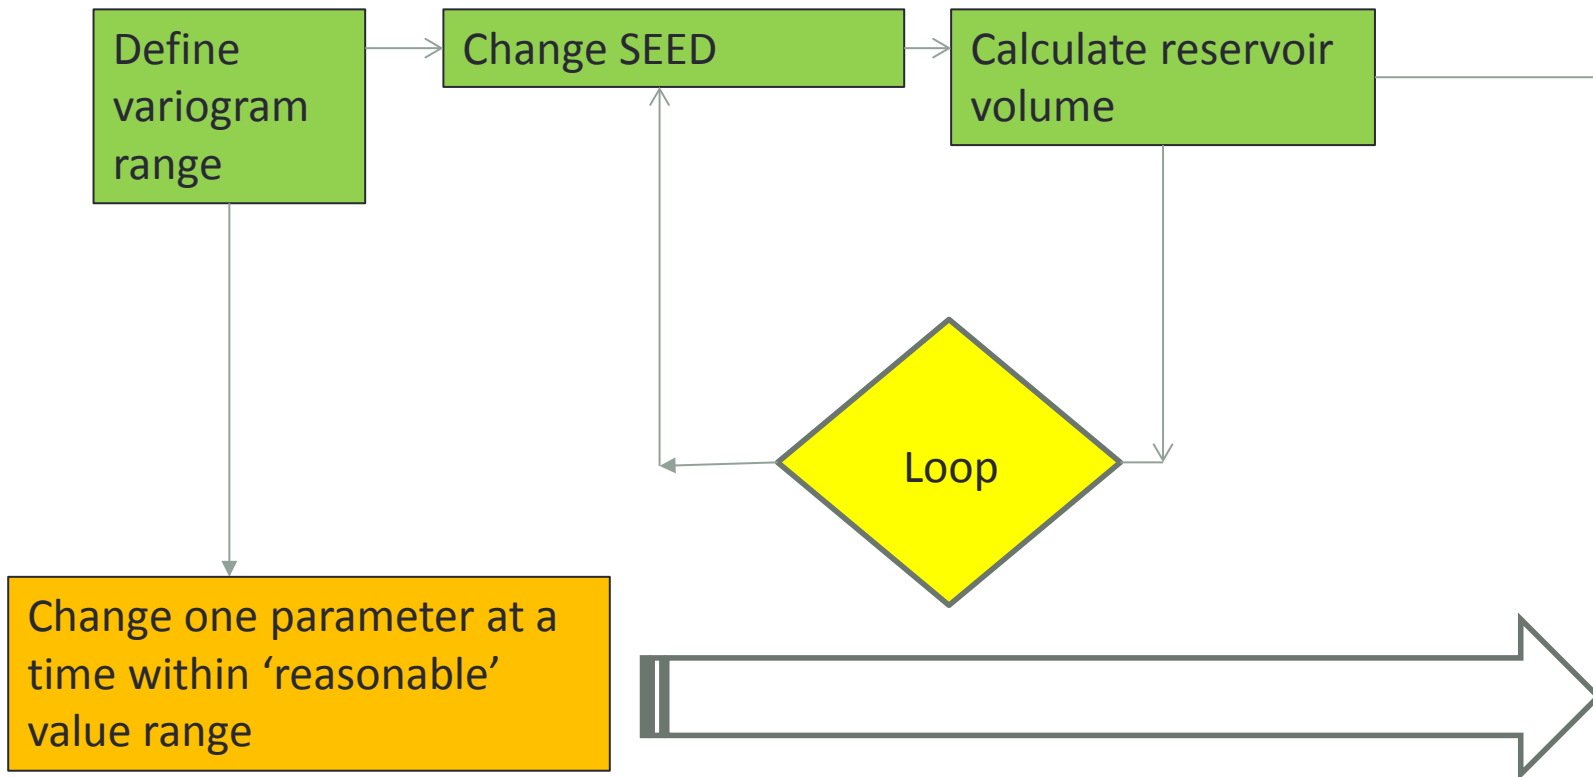 Define
variogram
range
Change SEED
Calculate reservoir
volume
Loop
Change one parameter at a
time within ‘reasonable’
value range